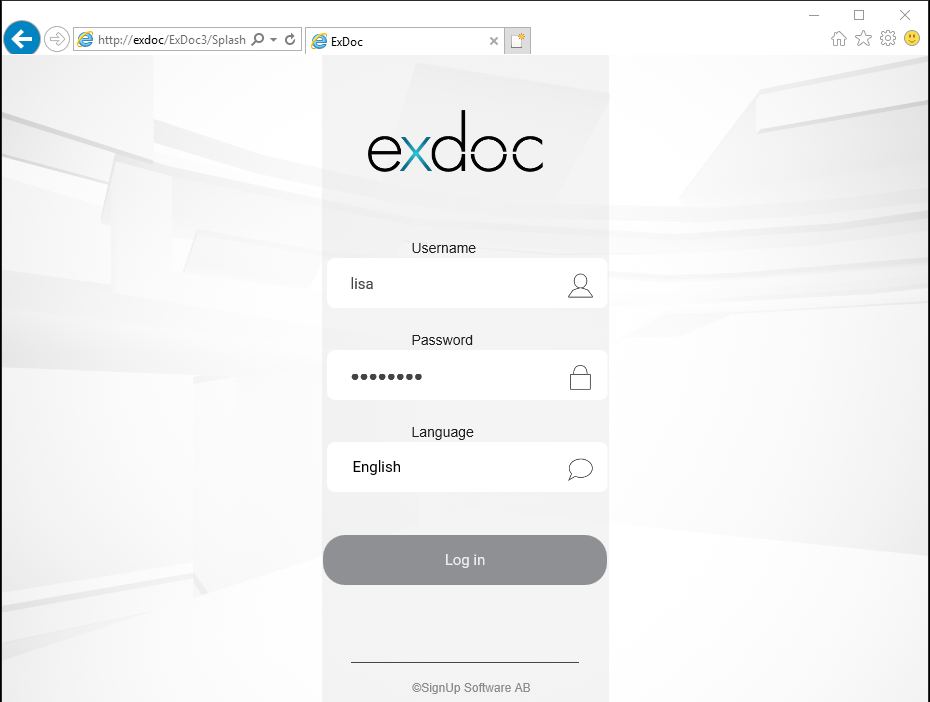 http://exdoc/ExDoc3/Splash
ExDoc
exdoc
Username
lisa
Password
••••••••
Language
English
Log in
©SignUp Software AB